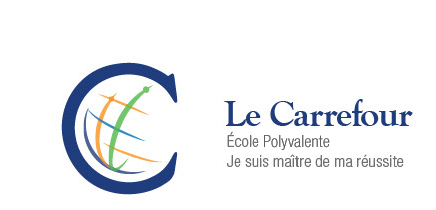 Le Carrefour
École Polyvalente
Je suis maître de ma réussite